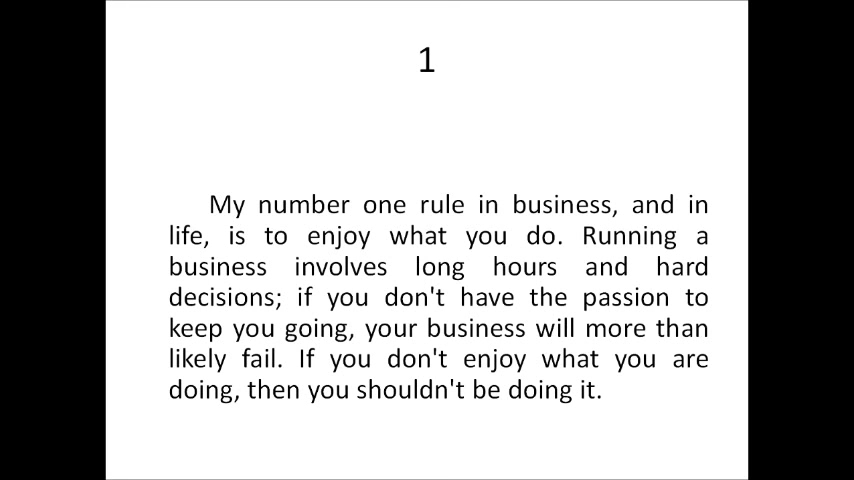 1
My number one rule in business, and in
life, is to enjoy what you do. Running a
business involves long hours and hard
decisions; if you don't have the passion to
keep you going, your business will more than
likely fail. If you don't enjoy what you are
doing, then you shouldn't be doing it.